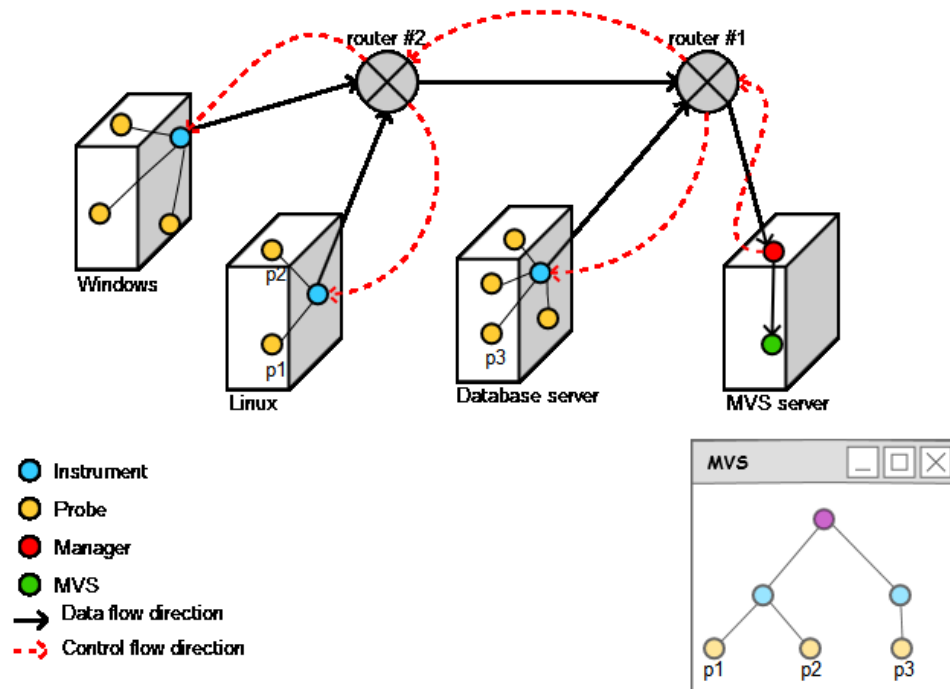 router #2
router #1
Windows
p2
p1
Linux
p3
Database server
MVS server
Instrument
Probe
Manager
MVS
Data flow direction
Control flow direction
MVS
p1
p2
p3